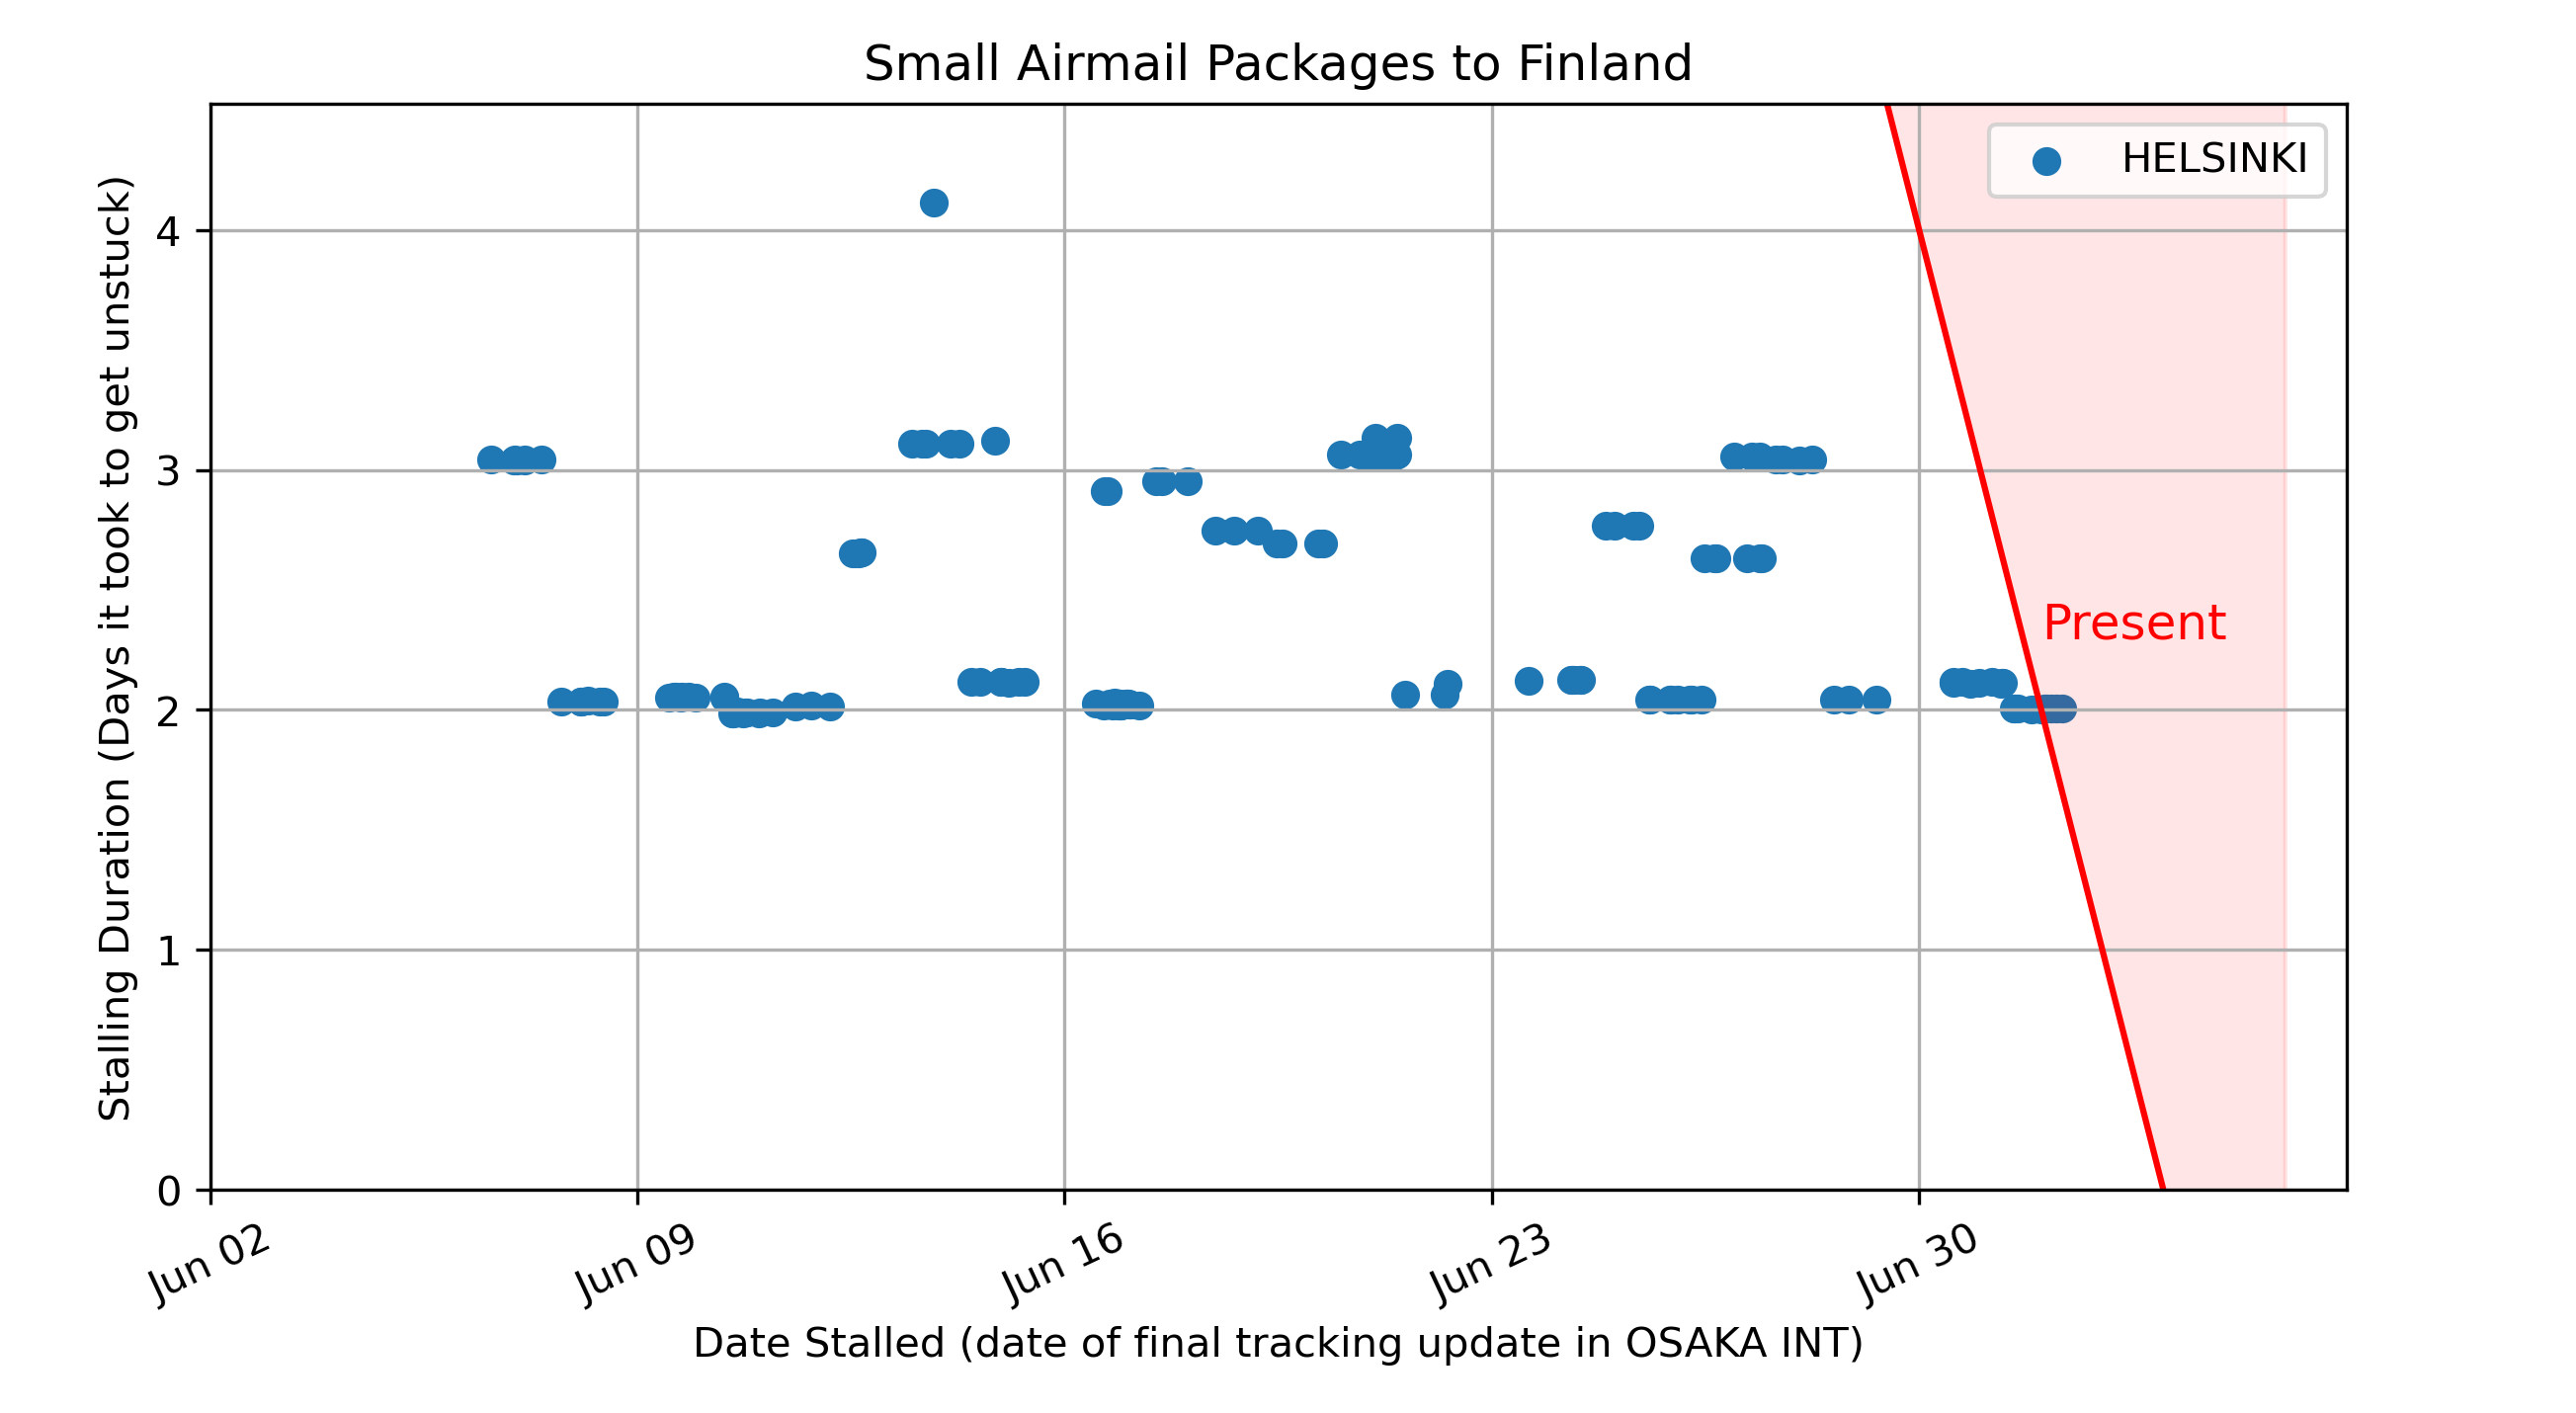 Small Airmail Packages to Finland
HELSINKI
Stalling Duration (Days it took to get unstuck)
4
3
2
1
0
Present
Jun 02
Jun 09
Jun 16
Jun 23
Jun 30
Date Stalled (date of final tracking update in OSAKA INT)